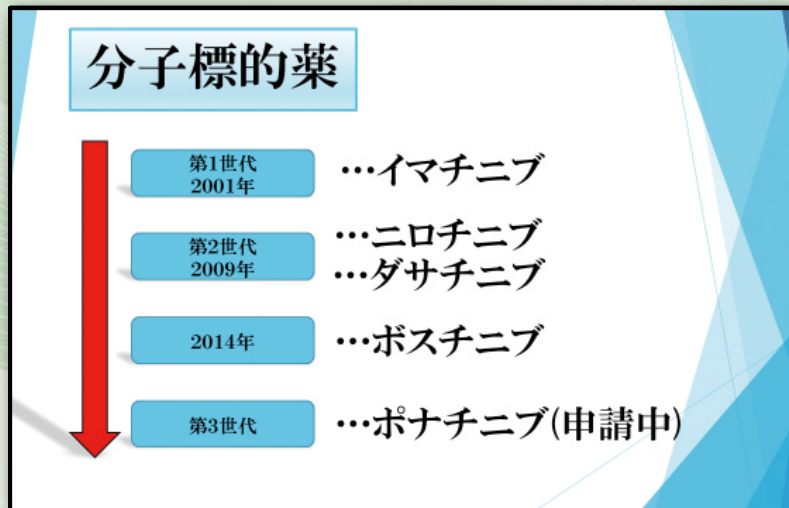 分子標的薬
第1世代
2001年
…イマチニブ
第2世代
2009年
…ニロチニブ
…ダサチニブ
2014年
…ボスチニブ
第3世代
…ポナチニブ(申請中)